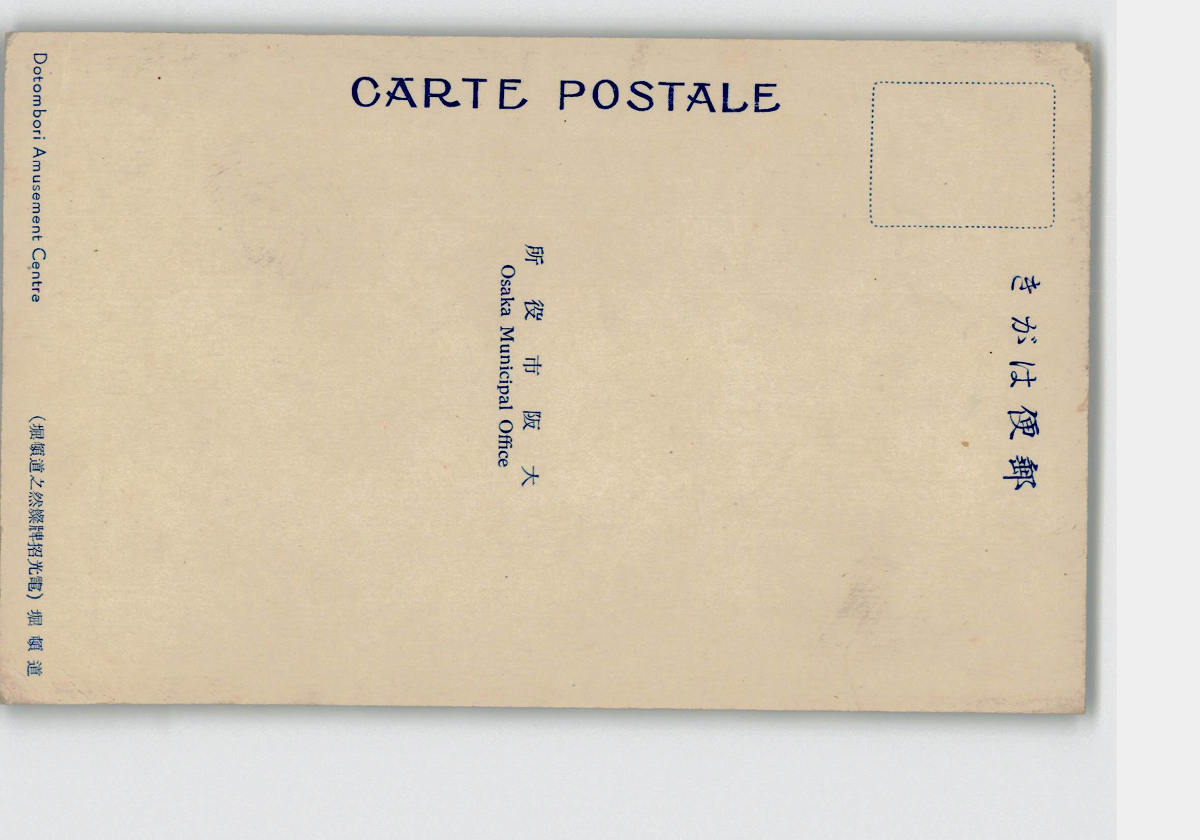 CARTE POSTALE
郵便はがき
大阪市役所
Osaka Municipal Office
Dotombori Amusement Centre
道頓堀（電光招牌燦然之道頓堀）